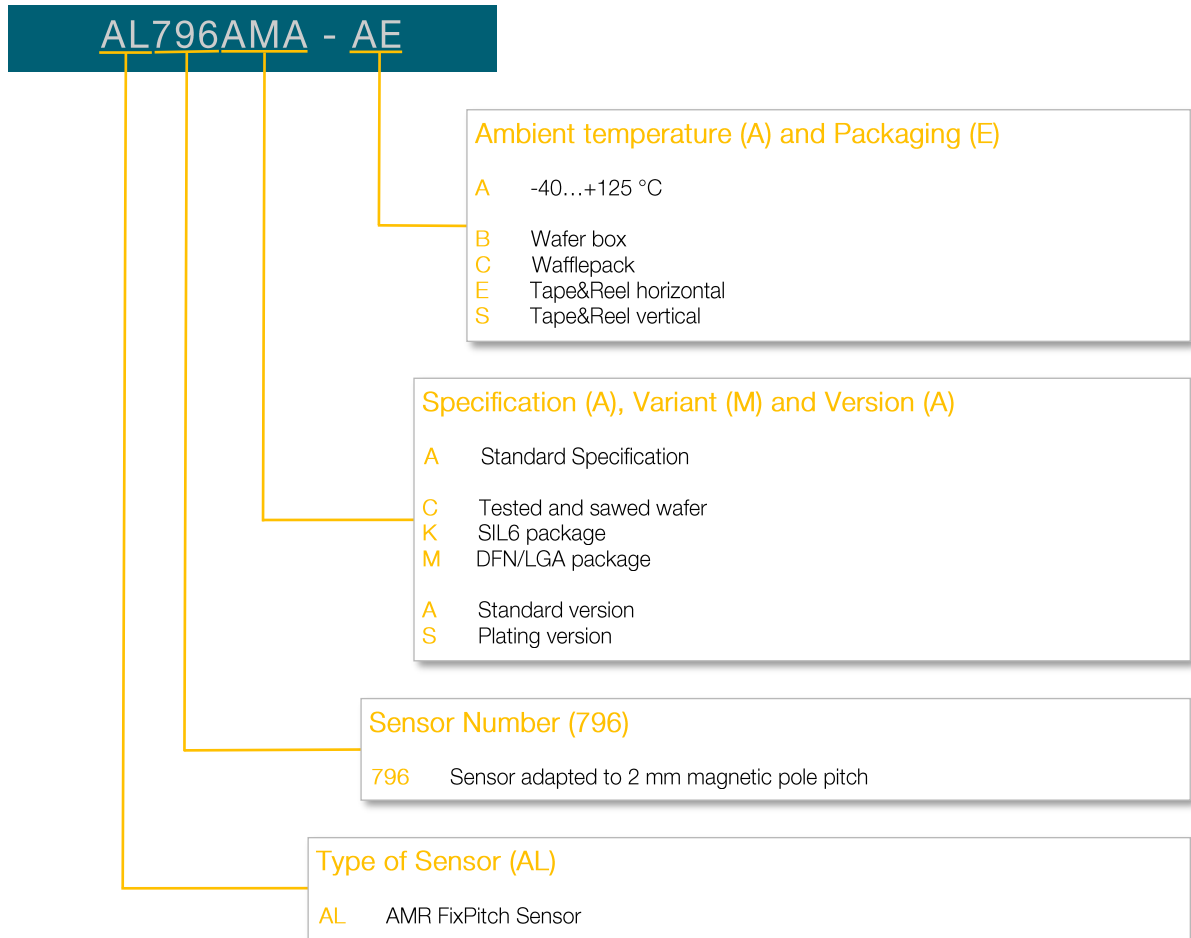 AL796AMA - AE
Ambient temperature (A) and Packaging (E)
A -40…+125 °C
B Wafer box
C Wafflepack
E Tape&Reel horizontal
S Tape&Reel vertical
Specification (A), Variant (M) and Version (A)
A Standard Specification
C Tested and sawed wafer
K SIL6 package
M DFN/LGA package
A Standard version
S Plating version
Sensor Number (796)
796 Sensor adapted to 2 mm magnetic pole pitch
Type of Sensor (AL)
AL AMR FixPitch Sensor